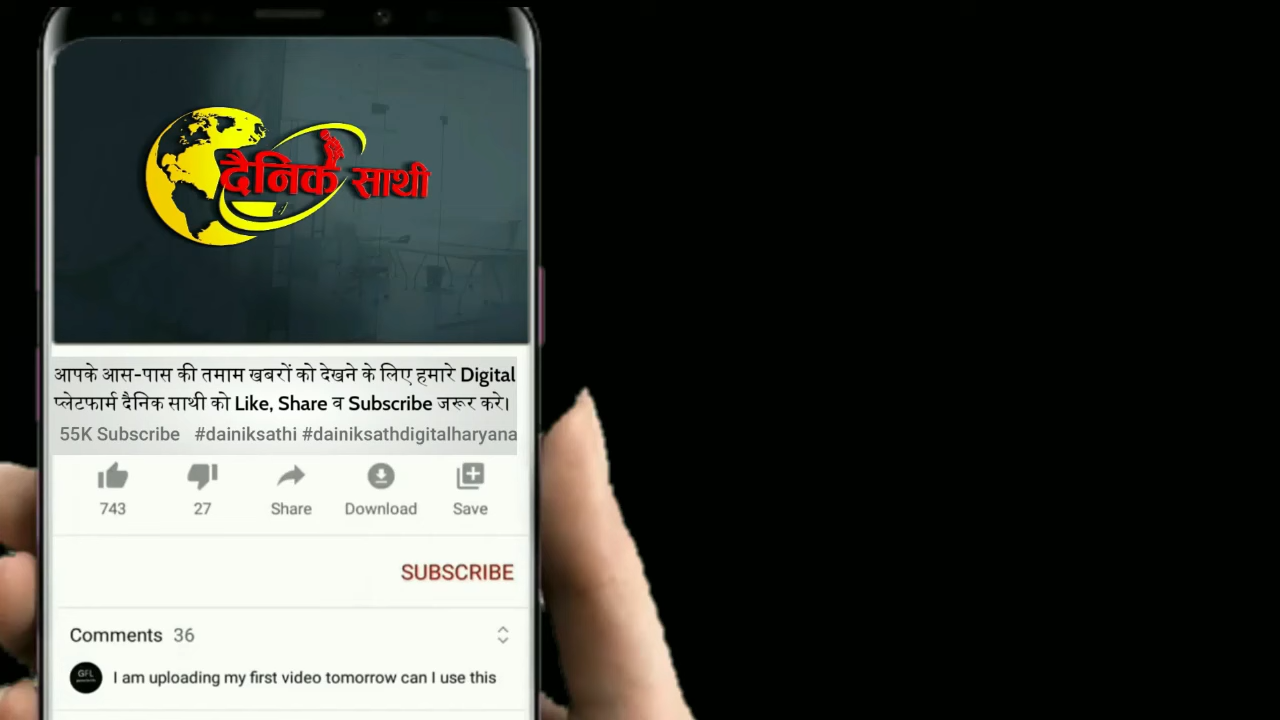 दैनिक साथी
आपके आस-पास की तमाम खबरों को देखने के लिए हमारे Digital
प्लेटफार्म दैनिक साथी को Like, Share व Subscribe जरूर करे।
55K Subscribe #dainiksathi #dainiksathdigitalharyana
743 27 Share Download Save
SUBSCRIBE
Comments 36
GFL
I am uploading my first video tomorrow can I use this